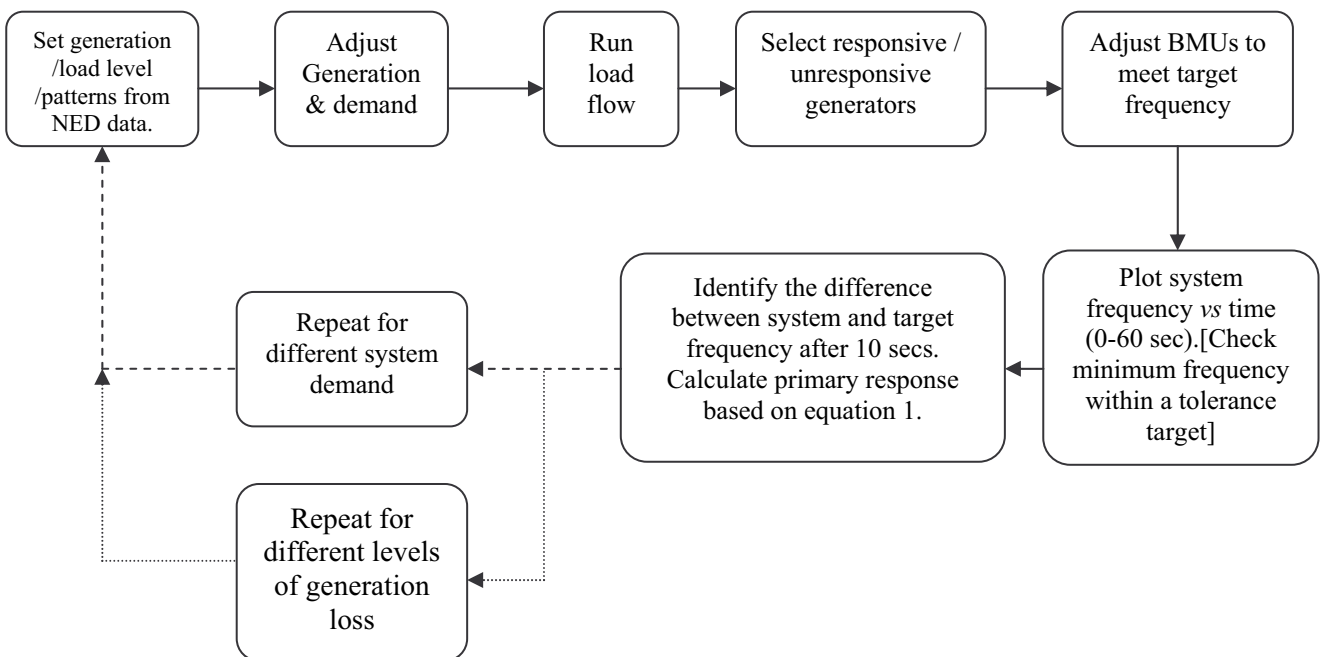 Set generation
/load level
/patterns from
NED data.
Adjust
Generation
& demand
Run
load
flow
Select responsive /
unresponsive
generators
Adjust BMUs to
meet target
frequency
Plot system
frequency vs time
(0-60 sec).[Check
minimum frequency
within a tolerance
target]
Identify the difference
between system and target
frequency after 10 secs.
Calculate primary response
based on equation 1.
Repeat for
different system
demand
Repeat for
different levels
of generation
loss